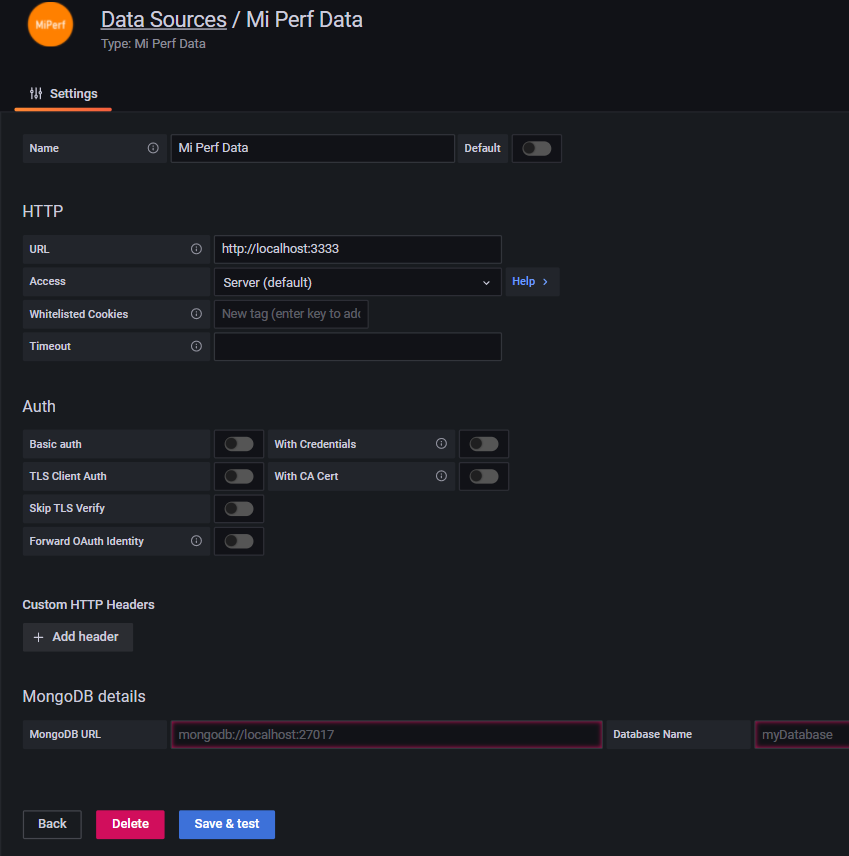 MiPerf
Data Sources / Mi Perf Data
Type: Mi Perf Data
Settings
Name Mi Perf Data Default
HTTP
URL http://localhost:3333
Access Server (default) Help
Whitelisted Cookies New tag (enter key to add
Timeout
Auth
Basic auth With Credentials
TLS Client Auth With CA Cert
Skip TLS Verify
Forward OAuth Identity
Custom HTTP Headers
+ Add header
MongoDB details
MongoDB URL mongodb://localhost:27017 Database Name myDatabase
Back Delete Save & test